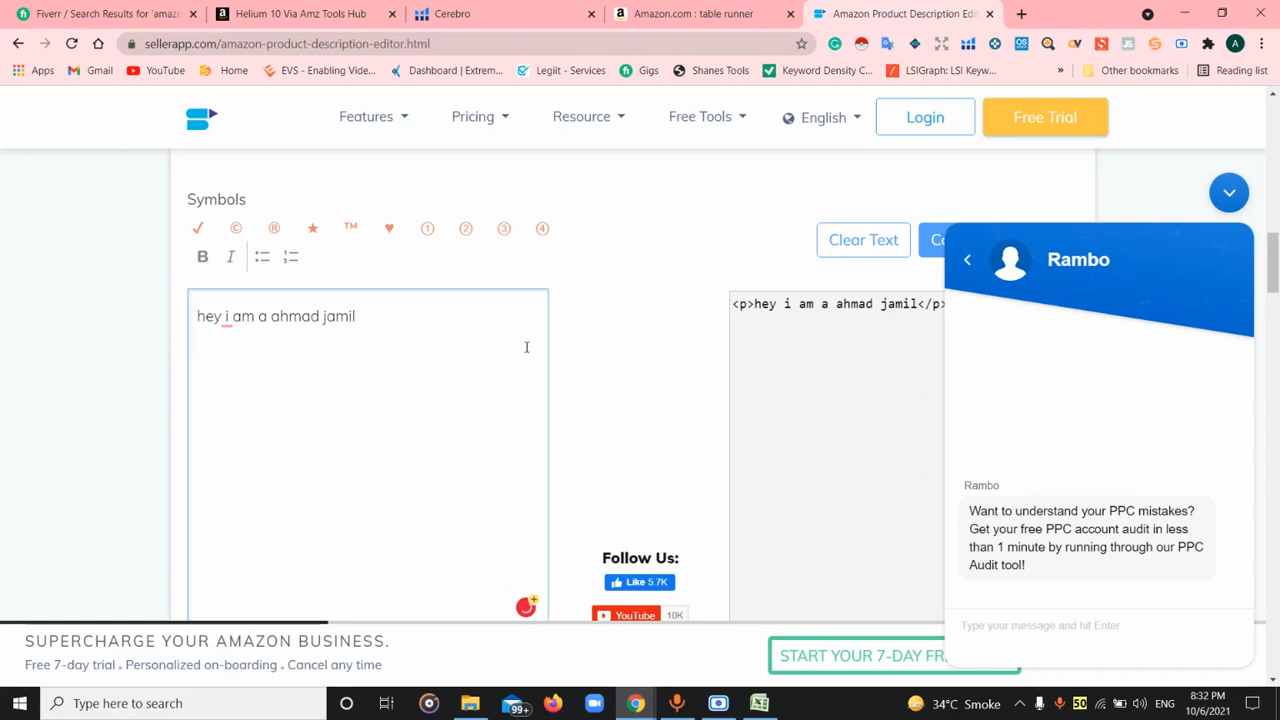 Fiverr / Search Results for 'amazo
Helium 10 Via Amz Tools Hub
Cerebro
Amazon.com : table runner
Amazon Product Description Edit
sellerapp.com/amazon-product-description-editor.html
Apps
Gmail
YouTube
Home
EVS - Enabling Vide...
Dashboard | Extrem...
Legiit - Services
Gigs
Shanes Tools
Keyword Density C...
LSIGraph: LSI Keyw...
»
Other bookmarks
Reading list
Features
Pricing
Resource
Free Tools
English
Login
Free Trial
Symbols
✓ © ® ★ ™ ♥ ① ② ③ ④
B I
Clear Text
Co
hey i am a ahmad jamil
<p>hey i am a ahmad jamil</p>
Rambo
Rambo
Want to understand your PPC mistakes?
Get your free PPC account audit in less
than 1 minute by running through our PPC
Audit tool!
Type your message and hit Enter
Follow Us:
Like 5.7K
YouTube 10K
SUPERCHARGE YOUR AMAZON BUSINESS.
Free 7-day trial • Personalized on-boarding • Cancel any time
START YOUR 7-DAY FR
Type here to search
99+
34°C Smoke
50
8:32 PM
10/6/2021